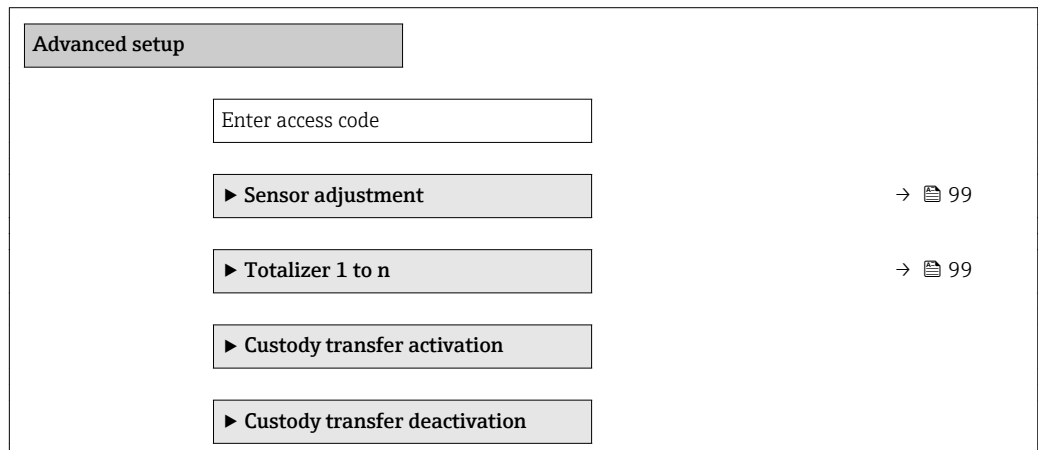 Advanced setup
Enter access code
▶ Sensor adjustment → 99
▶ Totalizer 1 to n → 99
▶ Custody transfer activation
▶ Custody transfer deactivation